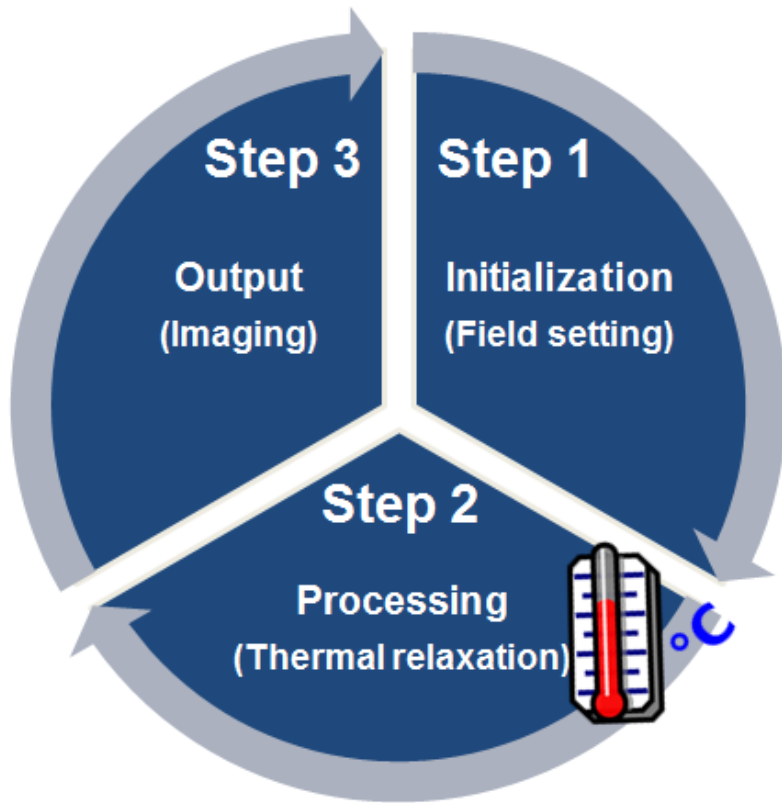 Step 1
Initialization
(Field setting)
Step 2
Processing
(Thermal relaxation)
°C
Step 3
Output
(Imaging)